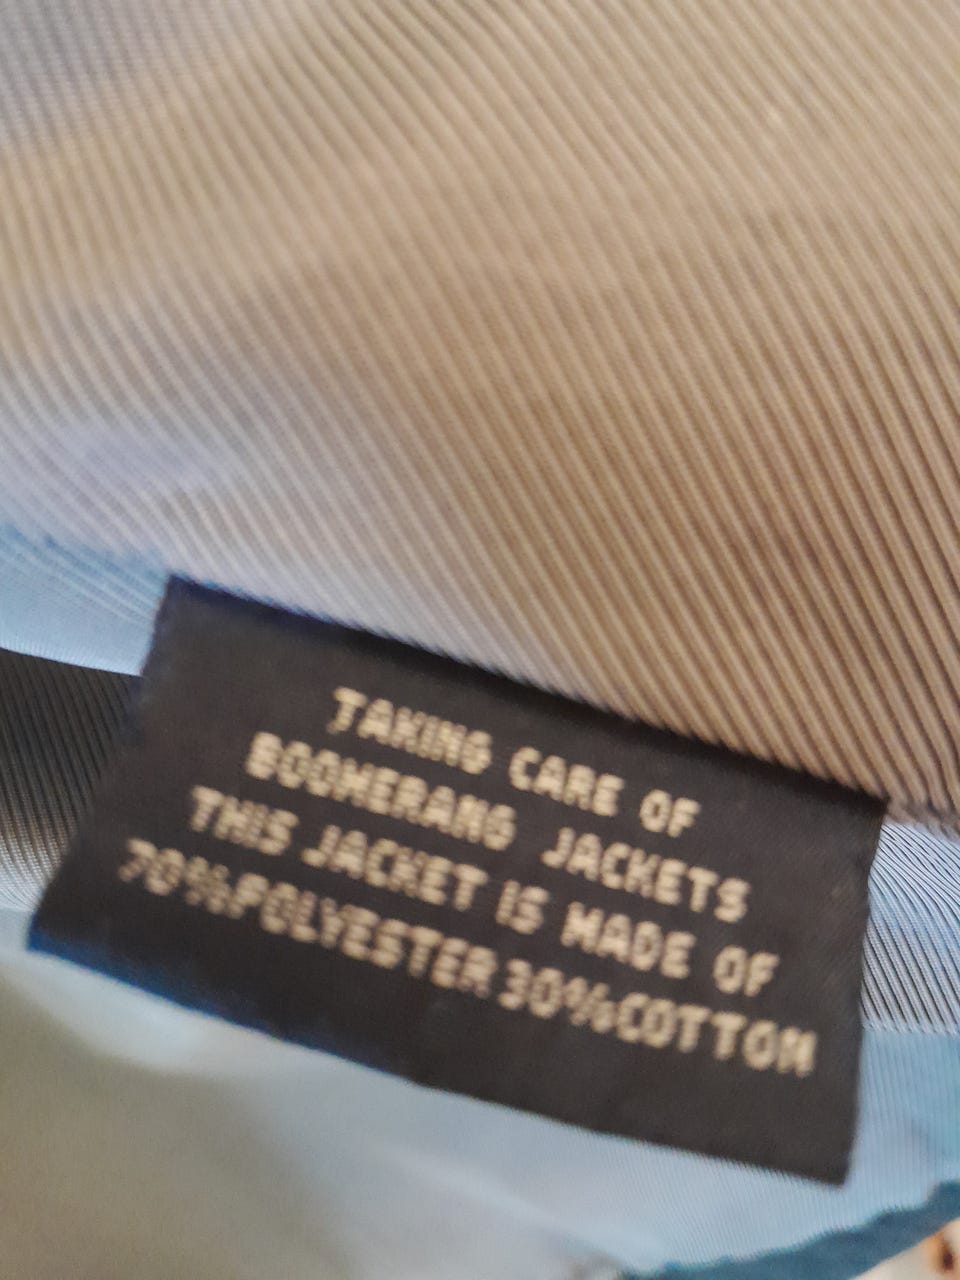 TAKING CARE OF
BOOMERANG JACKETS
THIS JACKET IS MADE OF
70%POLYESTER 30%COTTON